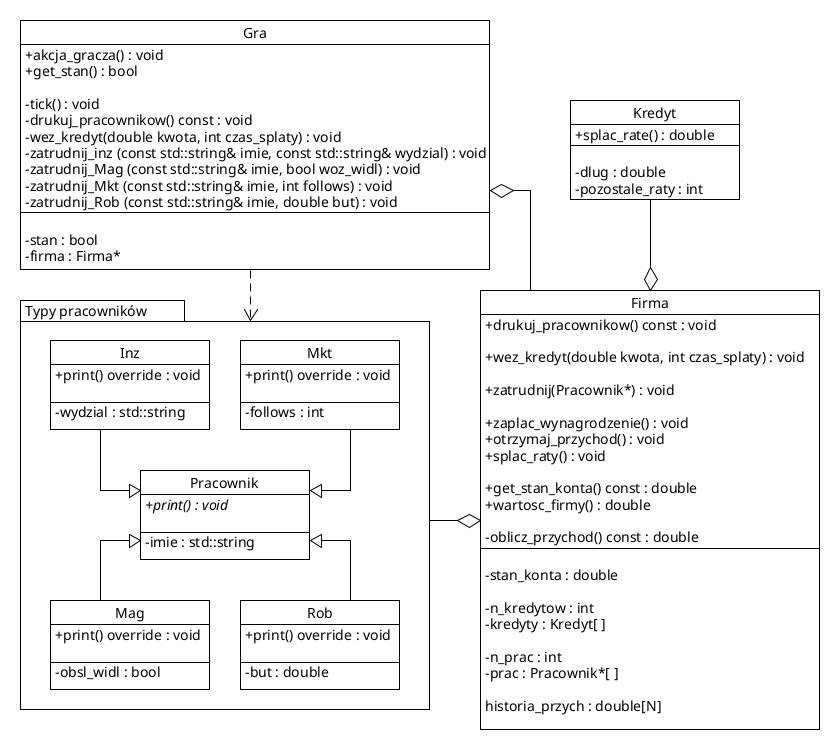 Gra
+akcja_gracza() : void
+get_stan() : bool
-tick() : void
-drukuj_pracownikow() const : void
-wez_kredyt(double kwota, int czas_splaty) : void
-zatrudnij_inz (const std::string& imie, const std::string& wydzial) : void
-zatrudnij_Mag (const std::string& imie, bool woz_widl) : void
-zatrudnij_Mkt (const std::string& imie, int follows) : void
-zatrudnij_Rob (const std::string& imie, double but) : void
-stan : bool
-firma : Firma*
Kredyt
+splac_rate() : double
-dlug : double
-pozostale_raty : int
Typy pracowników
Inz
+print() override : void
-wydzial : std::string
Mkt
+print() override : void
-follows : int
Pracownik
+print() : void
-imie : std::string
Mag
+print() override : void
-obsl_widl : bool
Rob
+print() override : void
-but : double
Firma
+drukuj_pracownikow() const : void
+wez_kredyt(double kwota, int czas_splaty) : void
+zatrudnij(Pracownik*) : void
+zaplac_wynagrodzenie() : void
+otrzymaj_przychod() : void
+splac_raty() : void
+get_stan_konta() const : double
+wartosc_firmy() : double
-oblicz_przychod() const : double
-stan_konta : double
-n_kredytow : int
-kredyty : Kredyt[ ]
-n_prac : int
-prac : Pracownik*[ ]
historia_przych : double[N]